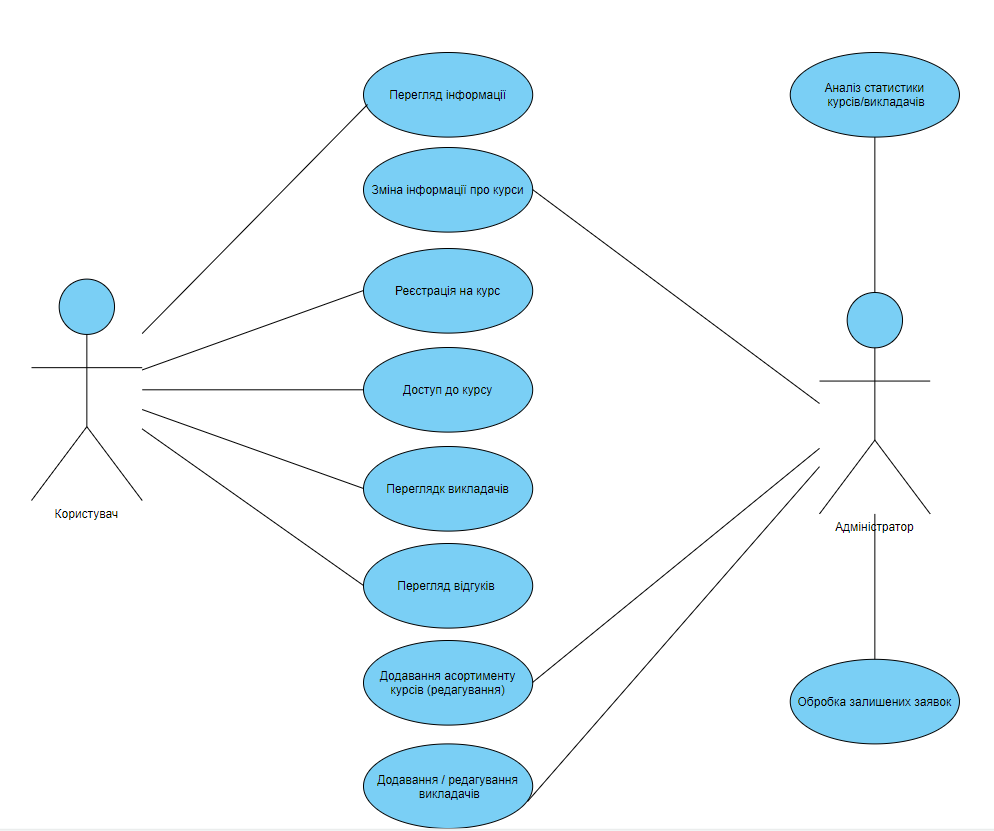 Перегляд інформації
Аналіз статистики
курсів/викладачів
Зміна інформації про курси
Реєстрація на курс
Доступ до курсу
Переглядк викладачів
Користувач
Адміністратор
Перегляд відгуків
Додавання асортименту
курсів (редагування)
Обробка залишених заявок
Додавання / редагування
викладачів